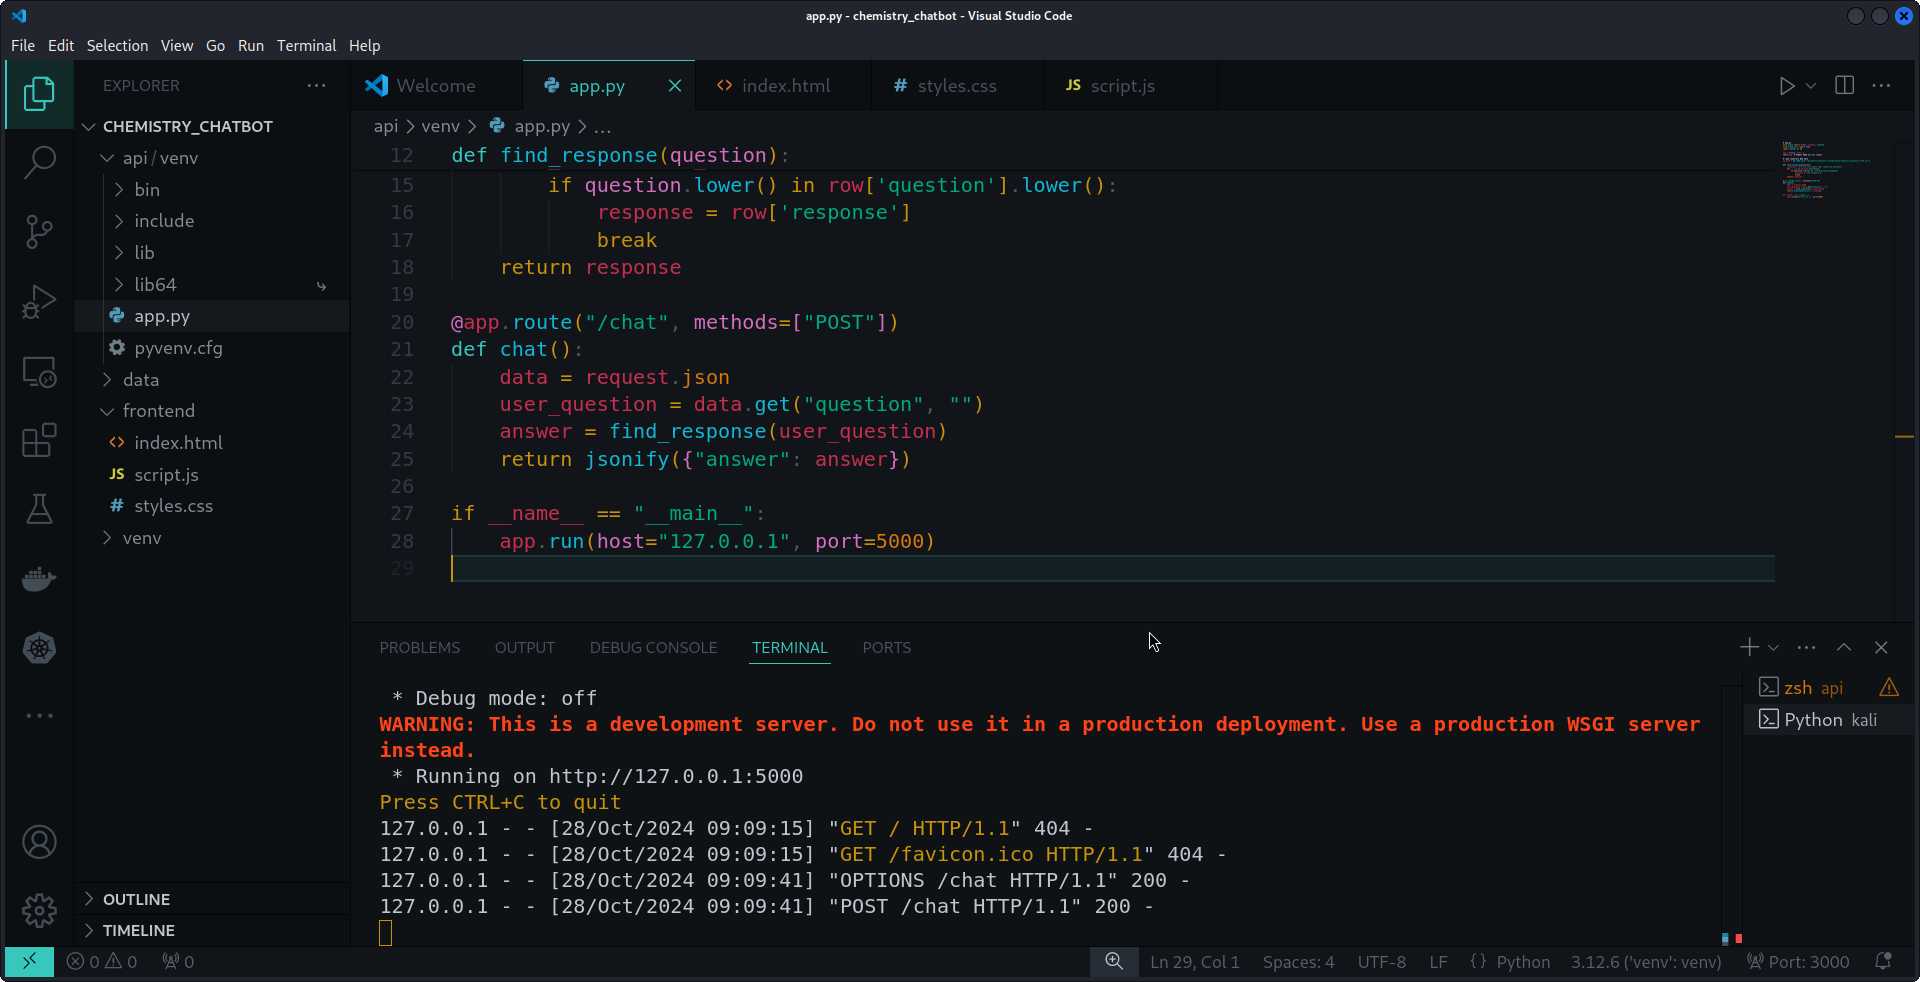 app.py - chemistry_chatbot - Visual Studio Code
File Edit Selection View Go Run Terminal Help
EXPLORER
CHEMISTRY_CHATBOT
api/venv
bin
include
lib
lib64
app.py
pyvenv.cfg
data
frontend
index.html
JS script.js
# styles.css
venv
OUTLINE
TIMELINE
Welcome app.py index.html # styles.css JS script.js
api > venv > app.py > ...
12 def find_response(question):
15 if question.lower() in row['question'].lower():
16 response = row['response']
17 break
18 return response
19
20 @app.route("/chat", methods=["POST"])
21 def chat():
22 data = request.json
23 user_question = data.get("question", "")
24 answer = find_response(user_question)
25 return jsonify({"answer": answer})
26
27 if __name__ == "__main__":
28 app.run(host="127.0.0.1", port=5000)
29
PROBLEMS OUTPUT DEBUG CONSOLE TERMINAL PORTS
* Debug mode: off
WARNING: This is a development server. Do not use it in a production deployment. Use a production WSGI server
instead.
* Running on http://127.0.0.1:5000
Press CTRL+C to quit
127.0.0.1 - - [28/Oct/2024 09:09:15] "GET / HTTP/1.1" 404 -
127.0.0.1 - - [28/Oct/2024 09:09:15] "GET /favicon.ico HTTP/1.1" 404 -
127.0.0.1 - - [28/Oct/2024 09:09:41] "OPTIONS /chat HTTP/1.1" 200 -
127.0.0.1 - - [28/Oct/2024 09:09:41] "POST /chat HTTP/1.1" 200 -
zsh api
Python kali
0 0 0 Ln 29, Col 1 Spaces: 4 UTF-8 LF {} Python 3.12.6 ('venv': venv) Port: 3000